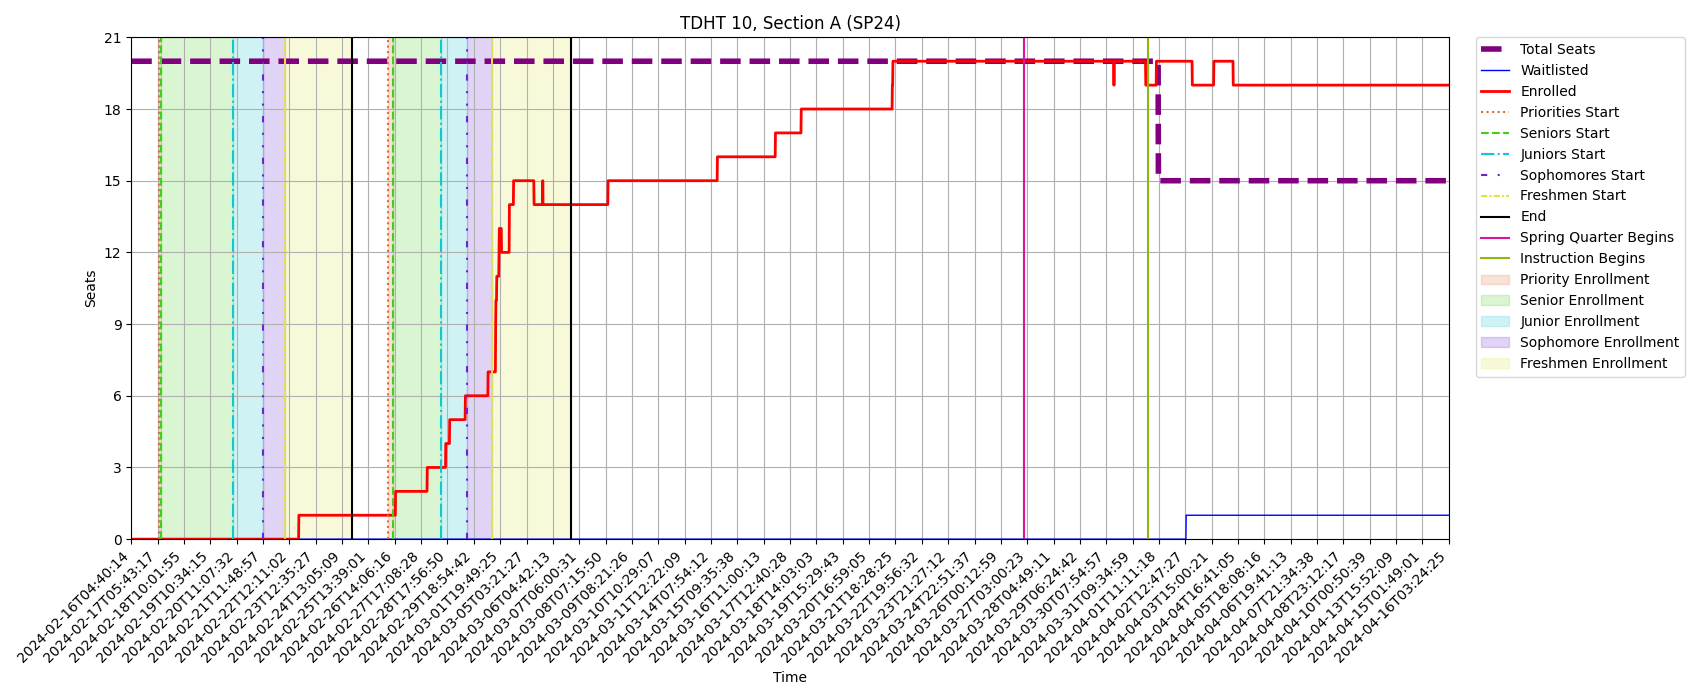 TDHT 10, Section A (SP24)
21
18
15
12
9
6
3
0
Seats
2024-02-16T04:40:14
2024-02-17T05:43:17
2024-02-18T10:01:55
2024-02-19T10:34:15
2024-02-20T11:07:32
2024-02-21T11:48:57
2024-02-22T12:11:02
2024-02-23T12:35:27
2024-02-24T13:05:09
2024-02-25T13:39:01
2024-02-26T14:06:16
2024-02-27T17:08:28
2024-02-28T17:56:50
2024-02-29T18:54:42
2024-03-01T19:49:25
2024-03-05T03:21:27
2024-03-06T04:42:13
2024-03-07T06:00:31
2024-03-08T07:15:50
2024-03-09T08:21:26
2024-03-10T10:29:07
2024-03-11T12:22:09
2024-03-14T07:54:12
2024-03-15T09:35:38
2024-03-16T11:00:13
2024-03-17T12:40:28
2024-03-18T14:03:03
2024-03-19T15:29:43
2024-03-20T16:59:05
2024-03-21T18:28:25
2024-03-22T19:56:32
2024-03-23T21:27:12
2024-03-24T22:51:37
2024-03-26T00:12:59
2024-03-27T03:00:23
2024-03-28T04:49:11
2024-03-29T06:24:42
2024-03-30T07:54:57
2024-03-31T09:34:59
2024-04-01T11:11:18
2024-04-02T12:47:27
2024-04-03T15:00:21
2024-04-04T16:41:05
2024-04-05T18:08:16
2024-04-06T19:41:13
2024-04-07T21:34:38
2024-04-08T23:12:17
2024-04-10T00:50:39
2024-04-13T15:52:09
2024-04-15T01:49:01
2024-04-16T03:24:25
Time
Total Seats
Waitlisted
Enrolled
Priorities Start
Seniors Start
Juniors Start
Sophomores Start
Freshmen Start
End
Spring Quarter Begins
Instruction Begins
Priority Enrollment
Senior Enrollment
Junior Enrollment
Sophomore Enrollment
Freshmen Enrollment